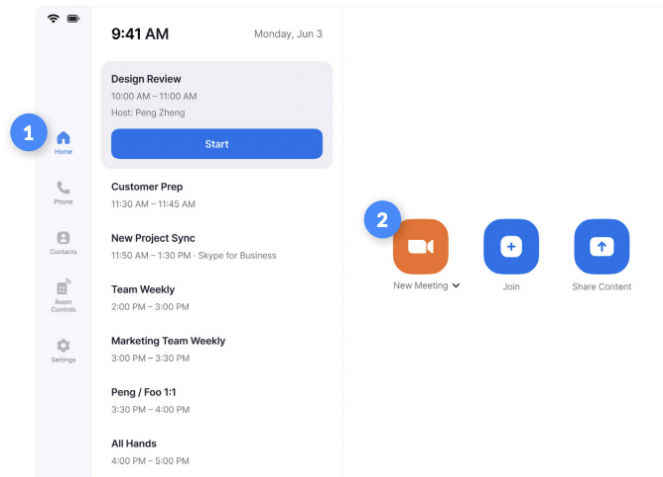 9:41 AM
Monday, Jun 3
1
Home
Phone
Contacts
Room
Controls
Settings
Design Review
10:00 AM – 11:00 AM
Host: Peng Zheng
Start
Customer Prep
11:30 AM – 11:45 AM
New Project Sync
11:50 AM – 1:30 PM · Skype for Business
Team Weekly
2:00 PM – 3:00 PM
Marketing Team Weekly
3:00 PM – 3:30 PM
Peng / Foo 1:1
3:30 PM – 4:00 PM
All Hands
4:00 PM – 5:00 PM
2
New Meeting
Join
Share Content